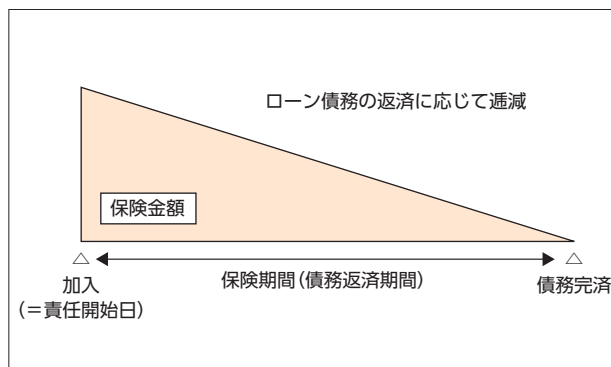 ローン債務の返済に応じて逓減
保険金額
△
△
加入
(=責任開始日)
保険期間(債務返済期間)
債務完済